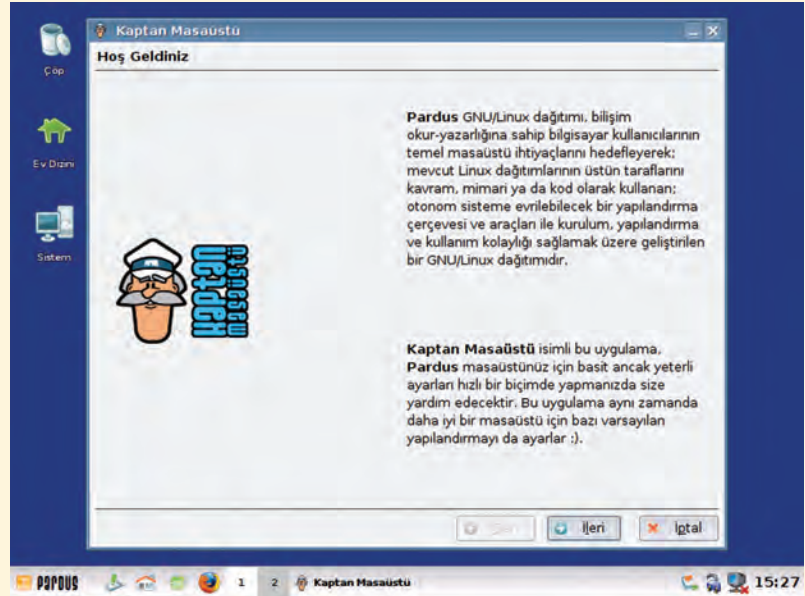 Kaptan Masaüstü
Hoş Geldiniz
Çöp
Ev Dizini
Sistem
Pardus GNU/Linux dağıtımı, bilişim
okur-yazarlığına sahip bilgisayar kullanıcılarının
temel masaüstü ihtiyaçlarını hedefleyerek;
mevcut Linux dağıtımlarının üstün taraflarını
kavram, mimari ya da kod olarak kullanan;
otonom sisteme evrilebilecek bir yapılandırma
çerçevesi ve araçları ile kurulum, yapılandırma
ve kullanım kolaylığı sağlamak üzere geliştirilen
bir GNU/Linux dağıtımıdır.
kaptan
masaüstü
Kaptan Masaüstü isimli bu uygulama,
Pardus masaüstünüz için basit ancak yeterli
ayarları hızlı bir biçimde yapmanızda size
yardım edecektir. Bu uygulama aynı zamanda
daha iyi bir masaüstü için bazı varsayılan
yapılandırmayı da ayarlar :).
İleri
İptal
PARDUS
1
2
Kaptan Masaüstü
15:27